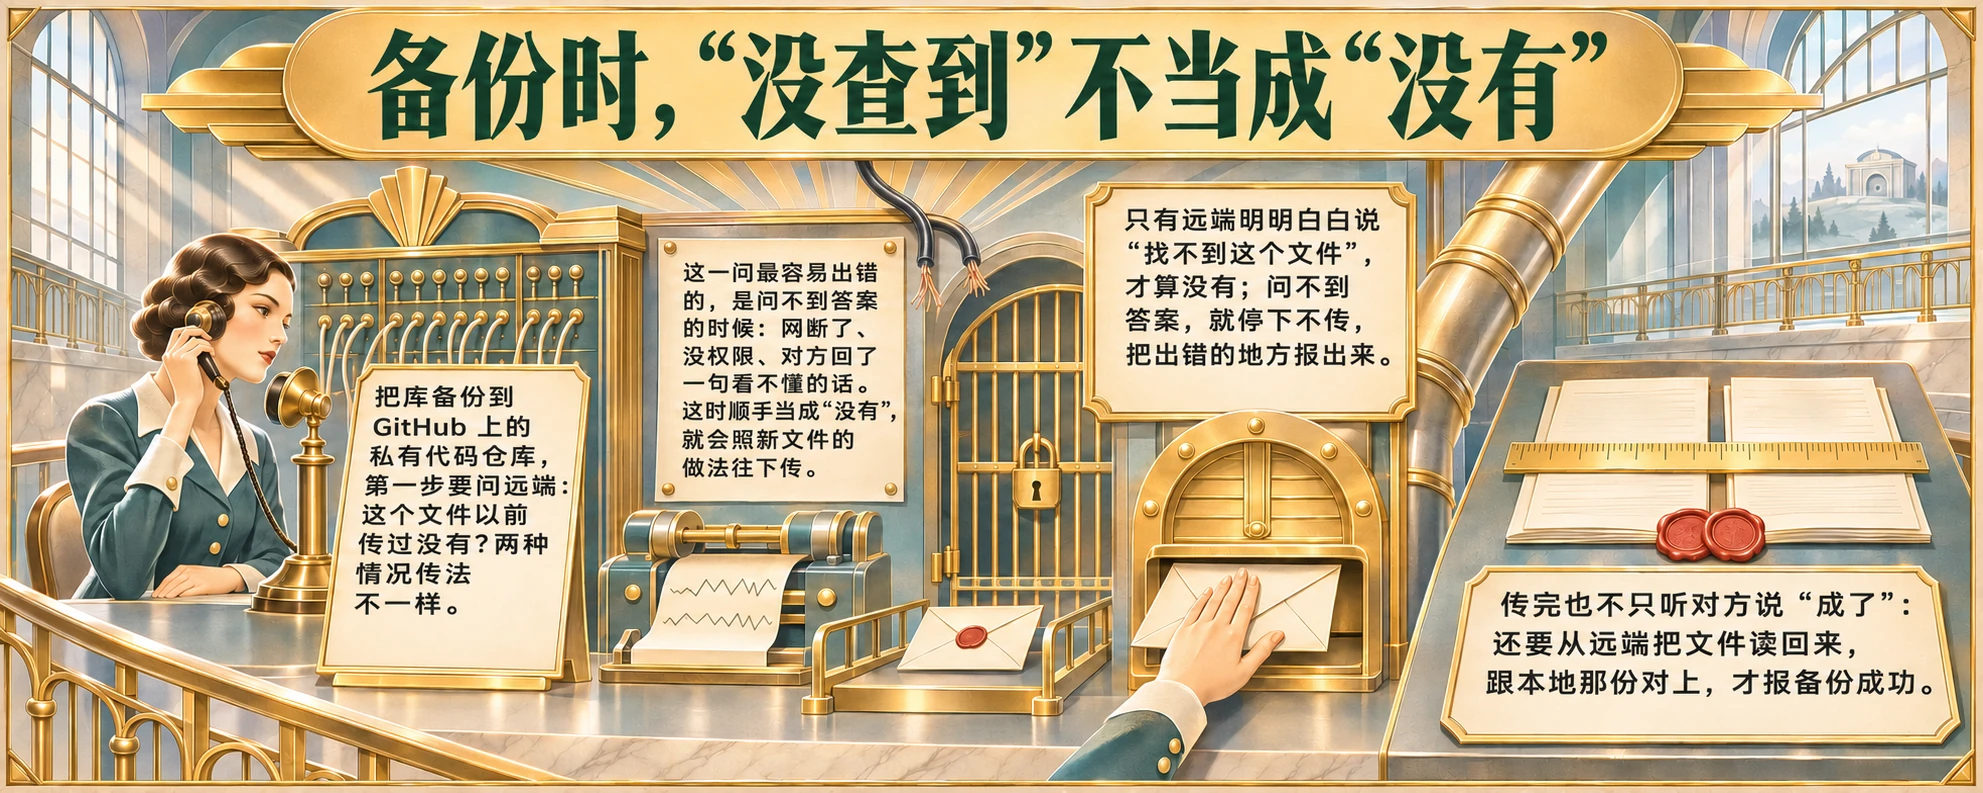 备份时，“没查到”不当成“没有”
把库备份到
GitHub 上的
私有代码仓库，
第一步要问远端：
这个文件以前
传过没有？两种
情况传法
不一样。
这一问最容易出错
的，是问不到答案
的时候：网断了、
没权限、对方回了
一句看不懂的话。
这时顺手当成“没有”，
就会照新文件的
做法往下传。
只有远端明明白白说
“找不到这个文件”，
才算没有；问不到
答案，就停下不传，
把出错的地方报出来。
传完也不只听对方说“成了”：
还要从远端把文件读回来，
跟本地那份对上，才报备份成功。